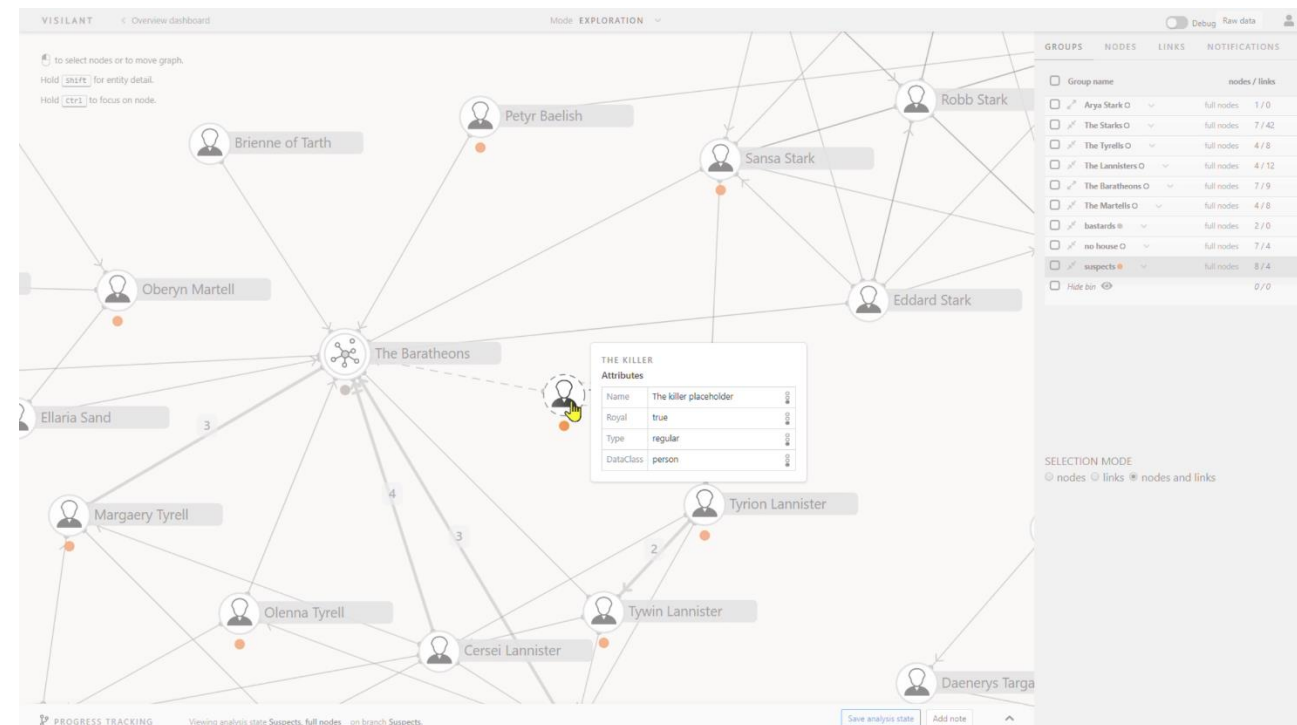 VISILANT < Overview dashboard Mode EXPLORATION Debug Raw data
to select nodes or to move graph.
Hold shift for entity detail.
Hold ctrl to focus on node.
GROUPS NODES LINKS NOTIFICATIONS
Group name nodes / links
Arya Stark full nodes 1 / 0
The Starks full nodes 7 / 42
The Tyrells full nodes 4 / 8
The Lannisters full nodes 4 / 12
The Baratheons full nodes 7 / 9
The Martells full nodes 4 / 8
bastards full nodes 2 / 0
no house full nodes 7 / 4
suspects full nodes 8 / 4
Hide bin 0 / 0
SELECTION MODE
nodes links nodes and links
Robb Stark
Petyr Baelish
Brienne of Tarth
Sansa Stark
Oberyn Martell
Eddard Stark
The Baratheons
THE KILLER
Attributes
Name The killer placeholder
Royal true
Type regular
DataClass person
Ellaria Sand
3
4
Margaery Tyrell
Tyrion Lannister
3
2
Olenna Tyrell
Tywin Lannister
Cersei Lannister
Daenerys Targa
PROGRESS TRACKING Viewing analysis state Suspects, full nodes on branch Suspects. Save analysis state Add note